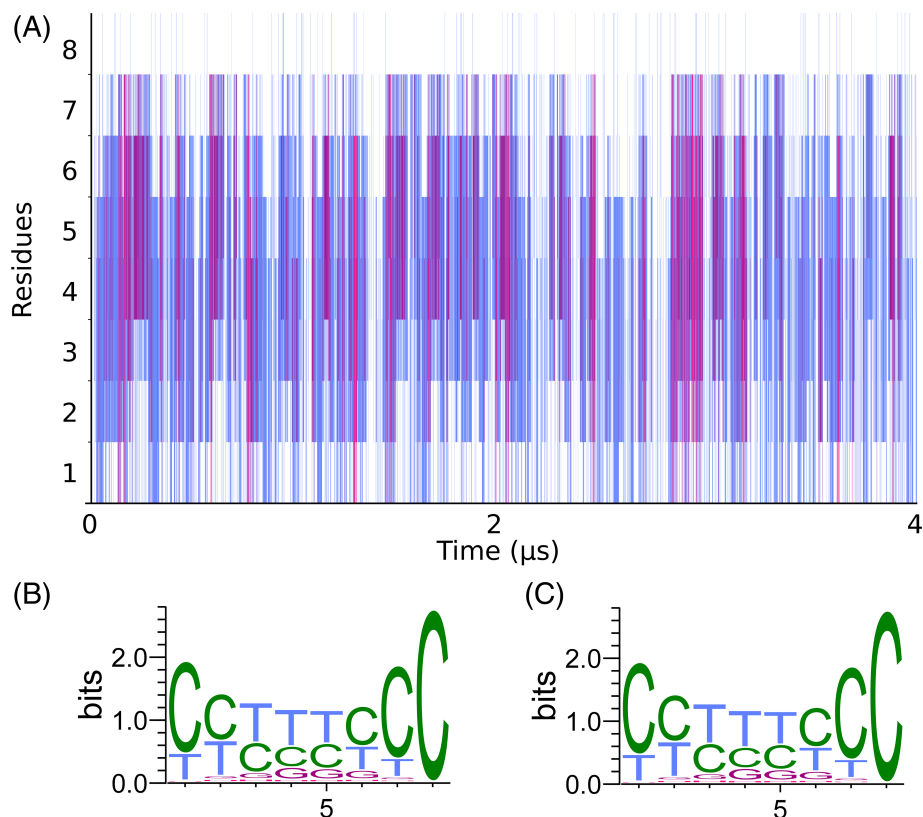 (A)
8
7
6
5
4
3
2
1
Residues
0 2 4
Time (μs)
(B) (C)
bits
2.0
1.0
0.0
C C T T T C C C
T T C C C T T
G G G G
5
bits
2.0
1.0
0.0
C C T T T C C C
T T C C C T T
G G G G
5